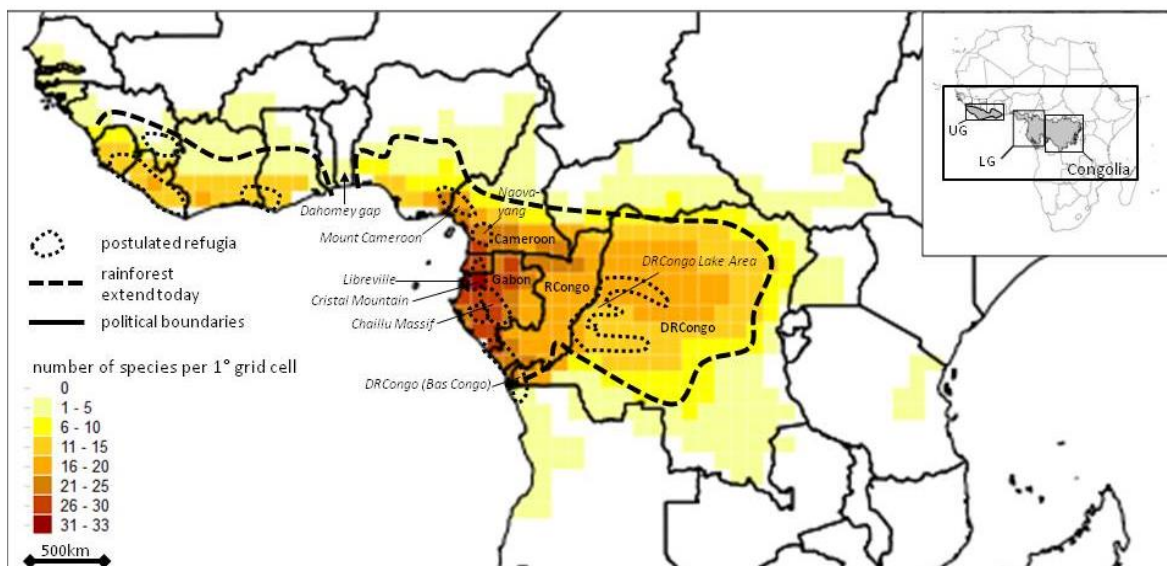 UG
LG
Congolia
Dahomey gap
Mount Cameroon
Ngova-
yang
Cameroon
Libreville
Gabon
Cristal Mountain
RCongo
DRCongo Lake Area
Chaillu Massif
DRCongo
DRCongo (Bas Congo)
postulated refugia
rainforest
extend today
political boundaries
number of species per 1° grid cell
0
1 - 5
6 - 10
11 - 15
16 - 20
21 - 25
26 - 30
31 - 33
500km